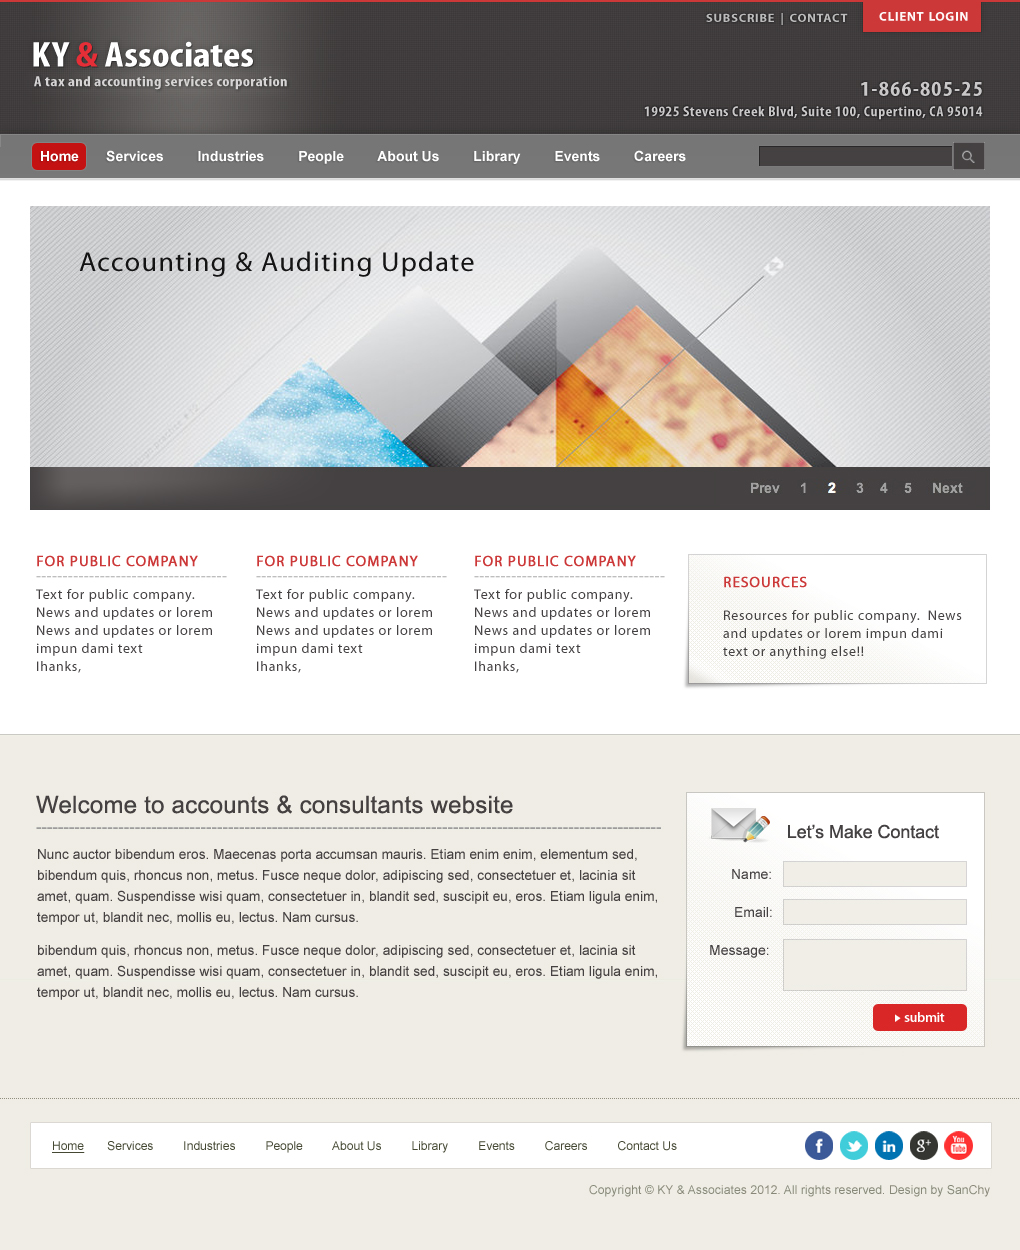 SUBSCRIBE | CONTACT
CLIENT LOGIN
KY & Associates
A tax and accounting services corporation
1-866-805-25
19925 Stevens Creek Blvd, Suite 100, Cupertino, CA 95014
Home Services Industries People About Us Library Events Careers
Accounting & Auditing Update
Prev 1 2 3 4 5 Next
FOR PUBLIC COMPANY
Text for public company.
News and updates or lorem
News and updates or lorem
impun dami text
Ihanks,
FOR PUBLIC COMPANY
Text for public company.
News and updates or lorem
News and updates or lorem
impun dami text
Ihanks,
FOR PUBLIC COMPANY
Text for public company.
News and updates or lorem
News and updates or lorem
impun dami text
Ihanks,
RESOURCES
Resources for public company. News
and updates or lorem impun dami
text or anything else!!
Welcome to accounts & consultants website
Nunc auctor bibendum eros. Maecenas porta accumsan mauris. Etiam enim enim, elementum sed,
bibendum quis, rhoncus non, metus. Fusce neque dolor, adipiscing sed, consectetuer et, lacinia sit
amet, quam. Suspendisse wisi quam, consectetuer in, blandit sed, suscipit eu, eros. Etiam ligula enim,
tempor ut, blandit nec, mollis eu, lectus. Nam cursus.
bibendum quis, rhoncus non, metus. Fusce neque dolor, adipiscing sed, consectetuer et, lacinia sit
amet, quam. Suspendisse wisi quam, consectetuer in, blandit sed, suscipit eu, eros. Etiam ligula enim,
tempor ut, blandit nec, mollis eu, lectus. Nam cursus.
Let's Make Contact
Name:
Email:
Message:
submit
Home Services Industries People About Us Library Events Careers Contact Us
f in g+ You Tube
Copyright © KY & Associates 2012. All rights reserved. Design by SanChy